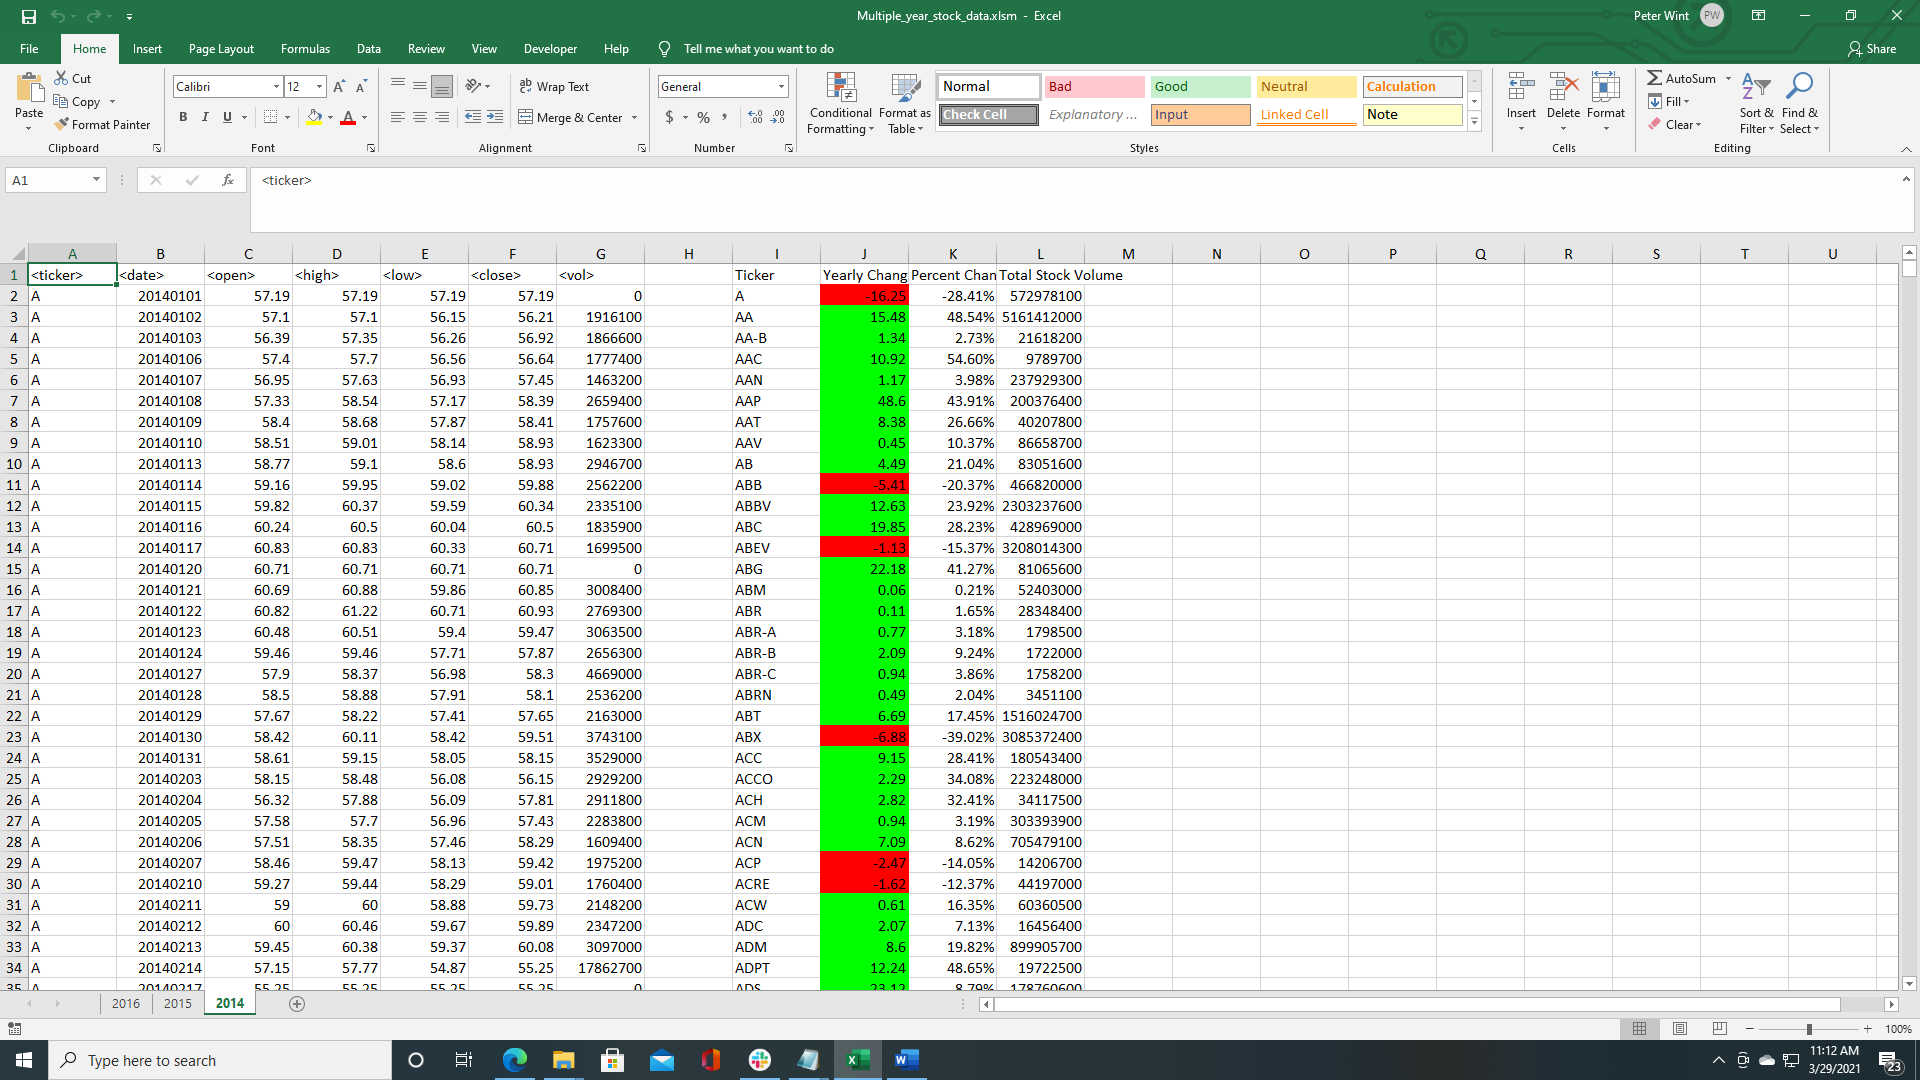 Multiple_year_stock_data.xlsm - Excel
Peter Wint PW
File Home Insert Page Layout Formulas Data Review View Developer Help Tell me what you want to do Share
Paste Cut Copy Format Painter Clipboard
Calibri 12 A A B I U A Font
ab Wrap Text Merge & Center Alignment
General $ % , Number
Conditional Formatting Format as Table
Normal Bad Good Neutral Calculation
Check Cell Explanatory ... Input Linked Cell Note
Styles
Insert Delete Format Cells
AutoSum Fill Clear Sort & Filter Find & Select Editing
A1 fx <ticker>
A B C D E F G H I J K L M N O P Q R S T U
1 <ticker> <date> <open> <high> <low> <close> <vol> Ticker Yearly Chang Percent Chan Total Stock Volume
2 A 20140101 57.19 57.19 57.19 57.19 0 A -16.25 -28.41% 572978100
3 A 20140102 57.1 57.1 56.15 56.21 1916100 AA 15.48 48.54% 5161412000
4 A 20140103 56.39 57.35 56.26 56.92 1866600 AA-B 1.34 2.73% 21618200
5 A 20140106 57.4 57.7 56.56 56.64 1777400 AAC 10.92 54.60% 9789700
6 A 20140107 56.95 57.63 56.93 57.45 1463200 AAN 1.17 3.98% 237929300
7 A 20140108 57.33 58.54 57.17 58.39 2659400 AAP 48.6 43.91% 200376400
8 A 20140109 58.4 58.68 57.87 58.41 1757600 AAT 8.38 26.66% 40207800
9 A 20140110 58.51 59.01 58.14 58.93 1623300 AAV 0.45 10.37% 86658700
10 A 20140113 58.77 59.1 58.6 58.93 2946700 AB 4.49 21.04% 83051600
11 A 20140114 59.16 59.95 59.02 59.88 2562200 ABB -5.41 -20.37% 466820000
12 A 20140115 59.82 60.37 59.59 60.34 2335100 ABBV 12.63 23.92% 2303237600
13 A 20140116 60.24 60.5 60.04 60.5 1835900 ABC 19.85 28.23% 428969000
14 A 20140117 60.83 60.83 60.33 60.71 1699500 ABEV -1.13 -15.37% 3208014300
15 A 20140120 60.71 60.71 60.71 60.71 0 ABG 22.18 41.27% 81065600
16 A 20140121 60.69 60.88 59.86 60.85 3008400 ABM 0.06 0.21% 52403000
17 A 20140122 60.82 61.22 60.71 60.93 2769300 ABR 0.11 1.65% 28348400
18 A 20140123 60.48 60.51 59.4 59.47 3063500 ABR-A 0.77 3.18% 1798500
19 A 20140124 59.46 59.46 57.71 57.87 2656300 ABR-B 2.09 9.24% 1722000
20 A 20140127 57.9 58.37 56.98 58.3 4669000 ABR-C 0.94 3.86% 1758200
21 A 20140128 58.5 58.88 57.91 58.1 2536200 ABRN 0.49 2.04% 3451100
22 A 20140129 57.67 58.22 57.41 57.65 2163000 ABT 6.69 17.45% 1516024700
23 A 20140130 58.42 60.11 58.42 59.51 3743100 ABX -6.88 -39.02% 3085372400
24 A 20140131 58.61 59.15 58.05 58.15 3529000 ACC 9.15 28.41% 180543400
25 A 20140203 58.15 58.48 56.08 56.15 2929200 ACCO 2.29 34.08% 223248000
26 A 20140204 56.32 57.88 56.09 57.81 2911800 ACH 2.82 32.41% 34117500
27 A 20140205 57.58 57.7 56.96 57.43 2283800 ACM 0.94 3.19% 303393900
28 A 20140206 57.51 58.35 57.46 58.29 1609400 ACN 7.09 8.62% 705479100
29 A 20140207 58.46 59.47 58.13 59.42 1975200 ACP -2.47 -14.05% 14206700
30 A 20140210 59.27 59.44 58.29 59.01 1760400 ACRE -1.62 -12.37% 44197000
31 A 20140211 59 60 58.88 59.73 2148200 ACW 0.61 16.35% 60360500
32 A 20140212 60 60.46 59.67 59.89 2347200 ADC 2.07 7.13% 16456400
33 A 20140213 59.45 60.38 59.37 60.08 3097000 ADM 8.6 19.82% 899905700
34 A 20140214 57.15 57.77 54.87 55.25 17862700 ADPT 12.24 48.65% 19722500
35 A 20140217 55.25 55.25 55.25 55.25 0 ADS 23.12 8.79% 178760600
2016 2015 2014
100%
Type here to search
11:12 AM
3/29/2021
23